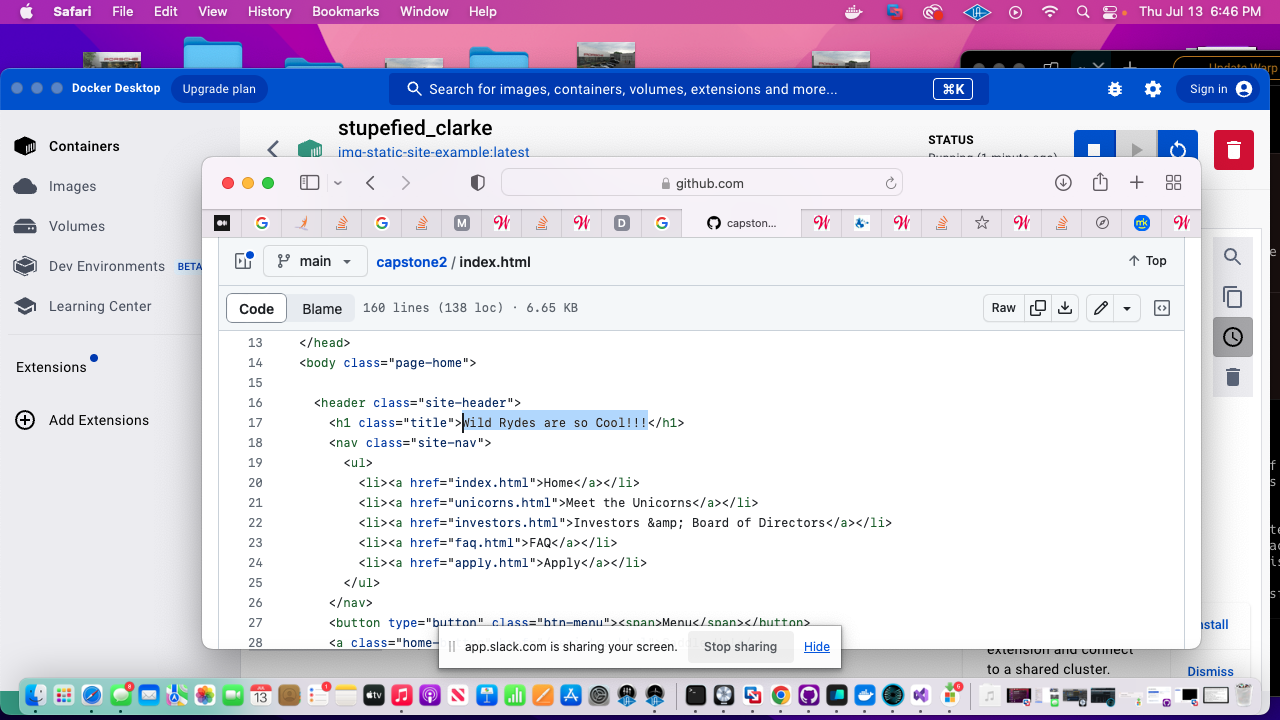 Safari File Edit View History Bookmarks Window Help Thu Jul 13 6:46 PM
Update Warp
Docker Desktop Upgrade plan Search for images, containers, volumes, extensions and more... ⌘K Sign in
Containers
Images
Volumes
Dev Environments BETA
Learning Center
Extensions
Add Extensions
stupefied_clarke
img-static-site-example:latest
STATUS
Running (1 minute ago)
github.com
capston...
main capstone2 / index.html Top
Code Blame 160 lines (138 loc) · 6.65 KB Raw
13 </head>
14 <body class="page-home">
15
16 <header class="site-header">
17 <h1 class="title">Wild Rydes are so Cool!!!</h1>
18 <nav class="site-nav">
19 <ul>
20 <li><a href="index.html">Home</a></li>
21 <li><a href="unicorns.html">Meet the Unicorns</a></li>
22 <li><a href="investors.html">Investors &amp; Board of Directors</a></li>
23 <li><a href="faq.html">FAQ</a></li>
24 <li><a href="apply.html">Apply</a></li>
25 </ul>
26 </nav>
27 <button type="button" class="btn-menu"><span>Menu</span></button>
28 <a class="home-
app.slack.com is sharing your screen. Stop sharing Hide
extension and connect
to a shared cluster.
Dismiss